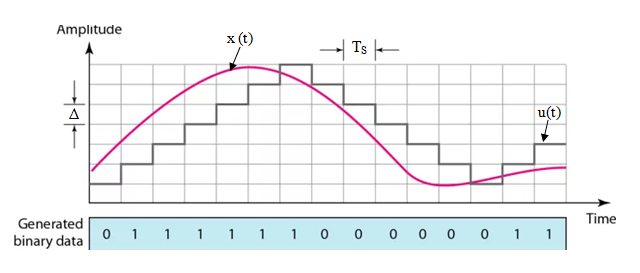 Amplitude
x(t)
Ts
Δ
u(t)
Time
Generated
binary data
0 1 1 1 1 1 1 0 0 0 0 0 0 1 1